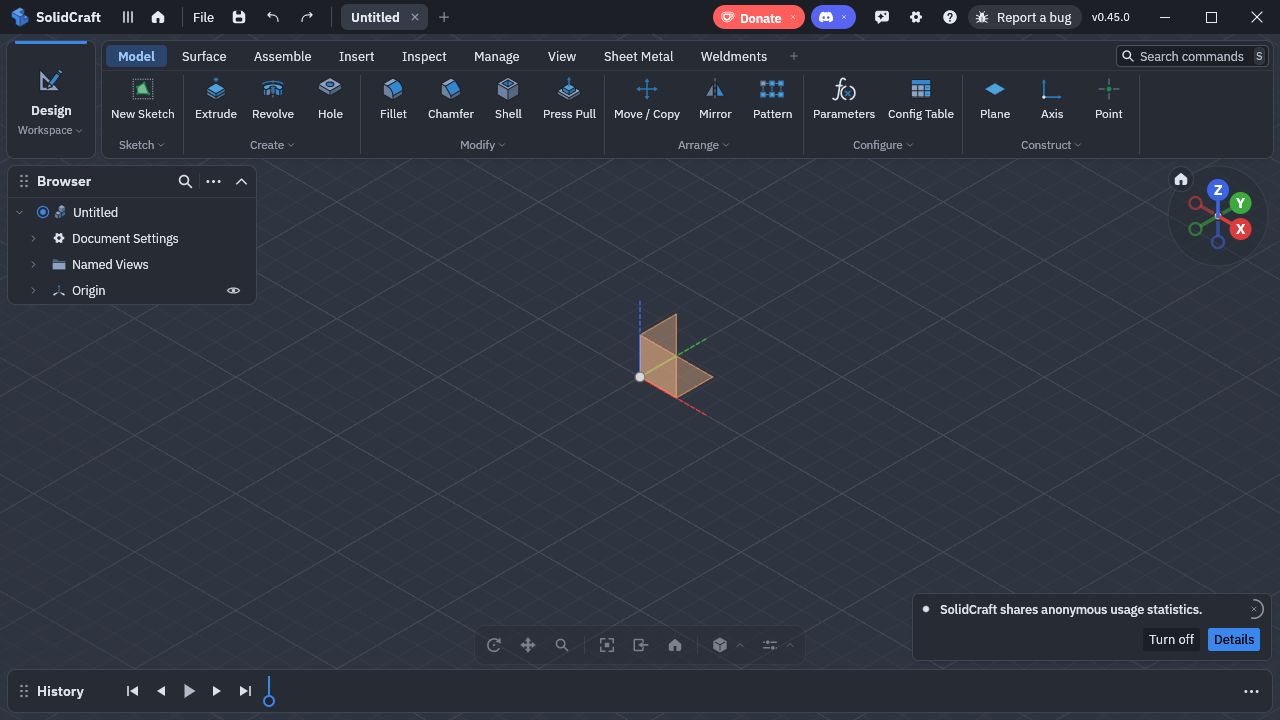 SolidCraft
File
Untitled
Donate
Report a bug
v0.45.0
Design
Workspace
Model
Surface
Assemble
Insert
Inspect
Manage
View
Sheet Metal
Weldments
Search commands
S
New Sketch
Extrude
Revolve
Hole
Fillet
Chamfer
Shell
Press Pull
Move / Copy
Mirror
Pattern
Parameters
Config Table
Plane
Axis
Point
Sketch
Create
Modify
Arrange
Configure
Construct
Browser
Untitled
Document Settings
Named Views
Origin
Z
Y
X
SolidCraft shares anonymous usage statistics.
Turn off
Details
History